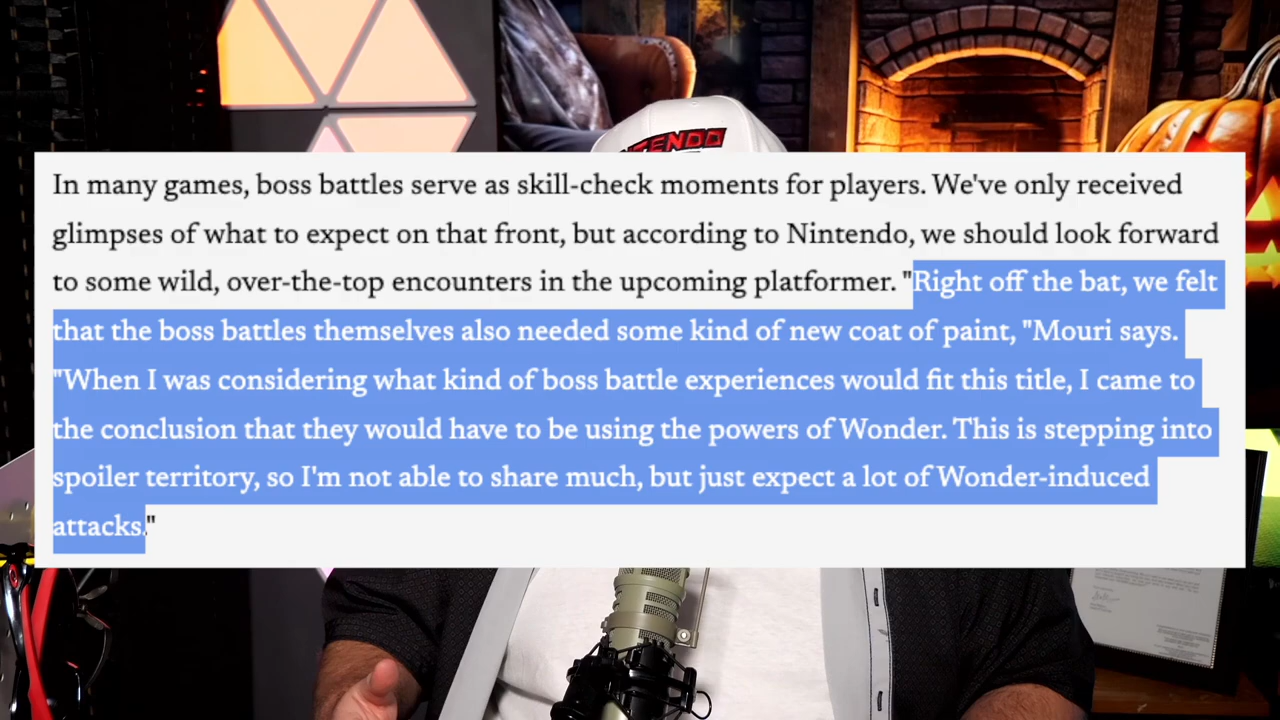 NTENDO
In many games, boss battles serve as skill-check moments for players. We've only received
glimpses of what to expect on that front, but according to Nintendo, we should look forward
to some wild, over-the-top encounters in the upcoming platformer. "Right off the bat, we felt
that the boss battles themselves also needed some kind of new coat of paint, "Mouri says.
"When I was considering what kind of boss battle experiences would fit this title, I came to
the conclusion that they would have to be using the powers of Wonder. This is stepping into
spoiler territory, so I'm not able to share much, but just expect a lot of Wonder-induced
attacks."